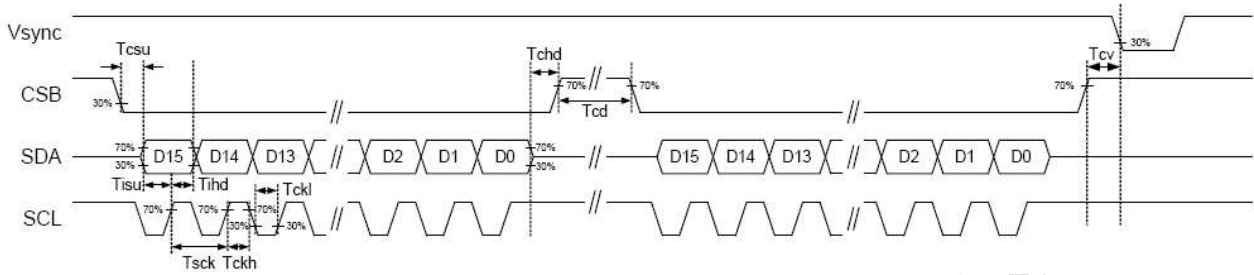 Vsync
30%
Tcsu Tchd Tcv
CSB 30% // 70% // 70% // 70%
Tcd
SDA 70% 30% D15 D14 D13 // D2 D1 D0 70% 30% // D15 D14 D13 // D2 D1 D0
Tisu Tihd Tckl
SCL 70% 70% 70% 30% 30% // // //
Tsck Tckh